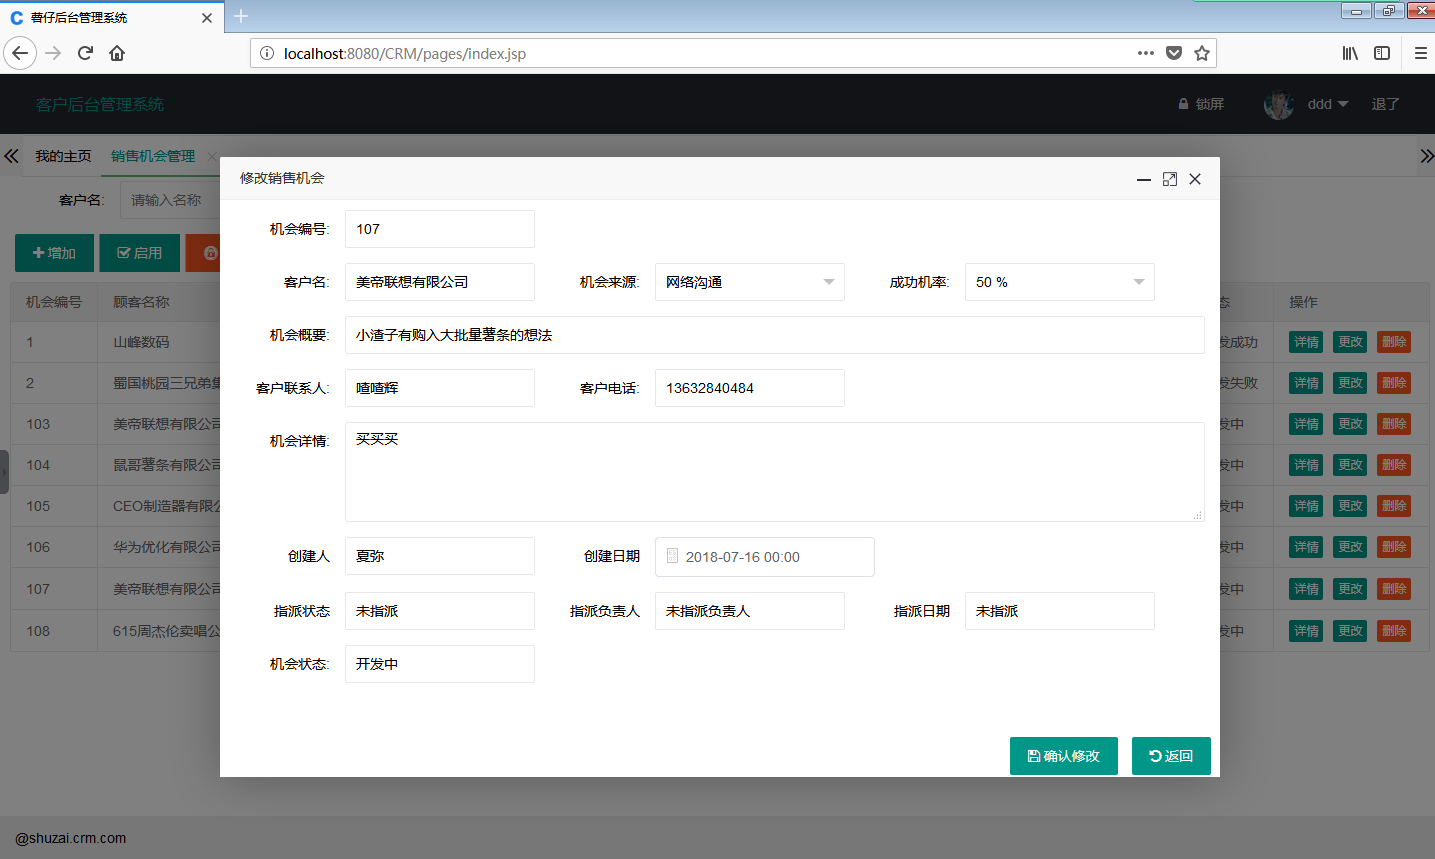 薯仔后台管理系统
localhost:8080/CRM/pages/index.jsp
客户后台管理系统
锁屏
ddd
退了
我的主页
销售机会管理
客户名:
请输入名称
增加
启用
修改销售机会
机会编号:
107
客户名:
美帝联想有限公司
机会来源:
网络沟通
成功机率:
50 %
机会概要:
小渣子有购入大批量薯条的想法
客户联系人:
喳喳辉
客户电话:
13632840484
机会详情:
买买买
创建人
夏弥
创建日期
2018-07-16 00:00
指派状态
未指派
指派负责人
未指派负责人
指派日期
未指派
机会状态:
开发中
确认修改
返回
机会编号
顾客名称
态
操作
1
山峰数码
发成功
详情
更改
删除
2
蜀国桃园三兄弟集
发失败
详情
更改
删除
103
美帝联想有限公司
发中
详情
更改
删除
104
鼠哥薯条有限公司
发中
详情
更改
删除
105
CEO制造器有限公
发中
详情
更改
删除
106
华为优化有限公司
发中
详情
更改
删除
107
美帝联想有限公司
发中
详情
更改
删除
108
615周杰伦卖唱公
发中
详情
更改
删除
@shuzai.crm.com